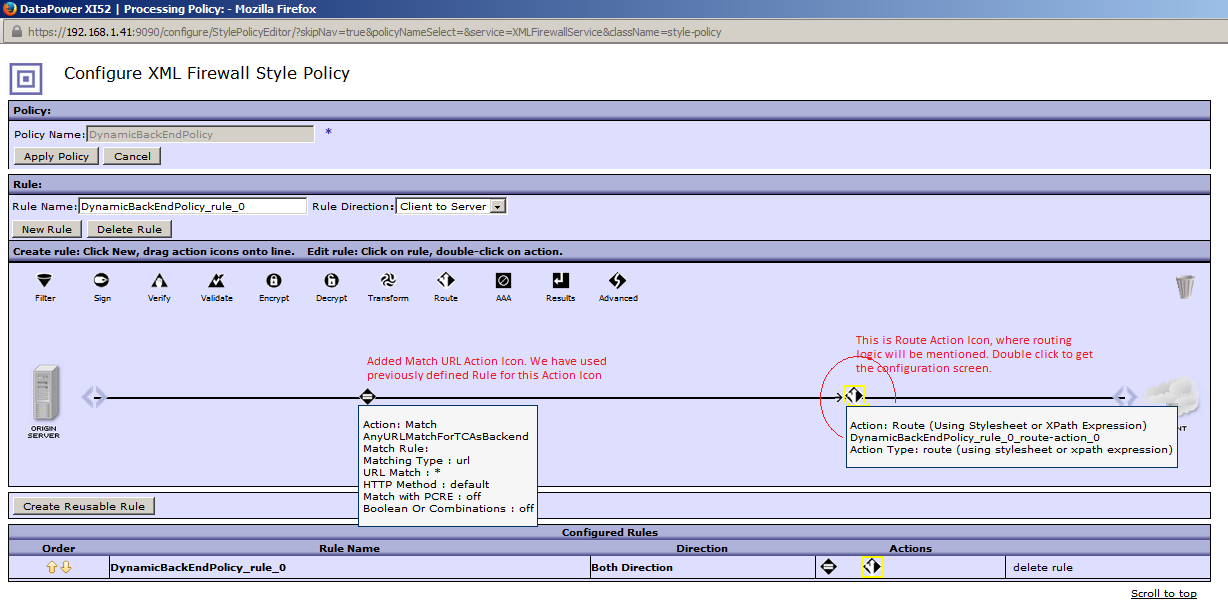 DataPower XI52 | Processing Policy: - Mozilla Firefox
https://192.168.1.41:9090/configure/StylePolicyEditor/?skipNav=true&policyNameSelect=&service=XMLFirewallService&className=style-policy
Configure XML Firewall Style Policy
Policy:
Policy Name: DynamicBackEndPolicy *
Apply Policy Cancel
Rule:
Rule Name: DynamicBackEndPolicy_rule_0 Rule Direction: Client to Server
New Rule Delete Rule
Create rule: Click New, drag action icons onto line. Edit rule: Click on rule, double-click on action.
Filter Sign Verify Validate Encrypt Decrypt Transform Route AAA Results Advanced
This is Route Action Icon, where routing
logic will be mentioned. Double click to get
the configuration screen.
Added Match URL Action Icon. We have used
previously defined Rule for this Action Icon
ORIGIN
SERVER
NT
Action: Match
AnyURLMatchForTCAsBackend
Match Rule:
Matching Type : url
URL Match : *
HTTP Method : default
Match with PCRE : off
Boolean Or Combinations : off
Action: Route (Using Stylesheet or XPath Expression)
DynamicBackEndPolicy_rule_0_route-action_0
Action Type: route (using stylesheet or xpath expression)
Create Reusable Rule
Configured Rules
Order Rule Name Direction Actions
DynamicBackEndPolicy_rule_0 Both Direction delete rule
Scroll to top